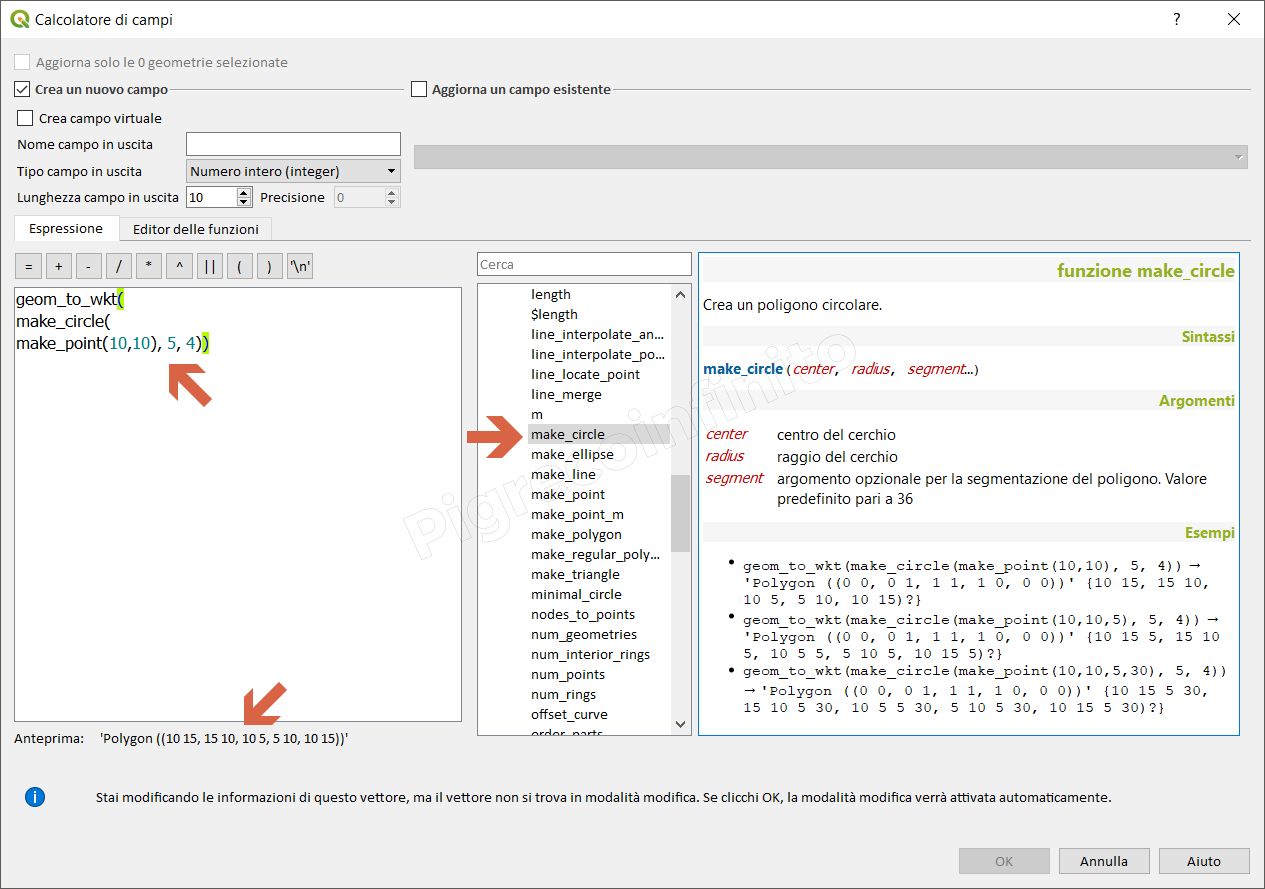 Calcolatore di campi
?
Aggiorna solo le 0 geometrie selezionate
Crea un nuovo campo
Aggiorna un campo esistente
Crea campo virtuale
Nome campo in uscita
Tipo campo in uscita
Numero intero (integer)
Lunghezza campo in uscita
10
Precisione
0
Espressione
Editor delle funzioni
= + - / * ^ || ( ) '\n'
geom_to_wkt(
make_circle(
make_point(10,10), 5, 4))
Anteprima: 'Polygon ((10 15, 15 10, 10 5, 5 10, 10 15))'
Cerca
length
$length
line_interpolate_an...
line_interpolate_po...
line_locate_point
line_merge
m
make_circle
make_ellipse
make_line
make_point
make_point_m
make_polygon
make_regular_poly...
make_triangle
minimal_circle
nodes_to_points
num_geometries
num_interior_rings
num_points
num_rings
offset_curve
order_parts
funzione make_circle
Crea un poligono circolare.
Sintassi
make_circle(center, radius, segment…)
Argomenti
center centro del cerchio
radius raggio del cerchio
segment argomento opzionale per la segmentazione del poligono. Valore
predefinito pari a 36
Esempi
• geom_to_wkt(make_circle(make_point(10,10), 5, 4)) →
'Polygon ((0 0, 0 1, 1 1, 1 0, 0 0))' {10 15, 15 10,
10 5, 5 10, 10 15)?}
• geom_to_wkt(make_circle(make_point(10,10,5), 5, 4)) →
'Polygon ((0 0, 0 1, 1 1, 1 0, 0 0))' {10 15 5, 15 10
5, 10 5 5, 5 10 5, 10 15 5)?}
• geom_to_wkt(make_circle(make_point(10,10,5,30), 5, 4))
→ 'Polygon ((0 0, 0 1, 1 1, 1 0, 0 0))' {10 15 5 30,
15 10 5 30, 10 5 5 30, 5 10 5 30, 10 15 5 30)?}
Pigrecoinfinito
i
Stai modificando le informazioni di questo vettore, ma il vettore non si trova in modalità modifica. Se clicchi OK, la modalità modifica verrà attivata automaticamente.
OK
Annulla
Aiuto